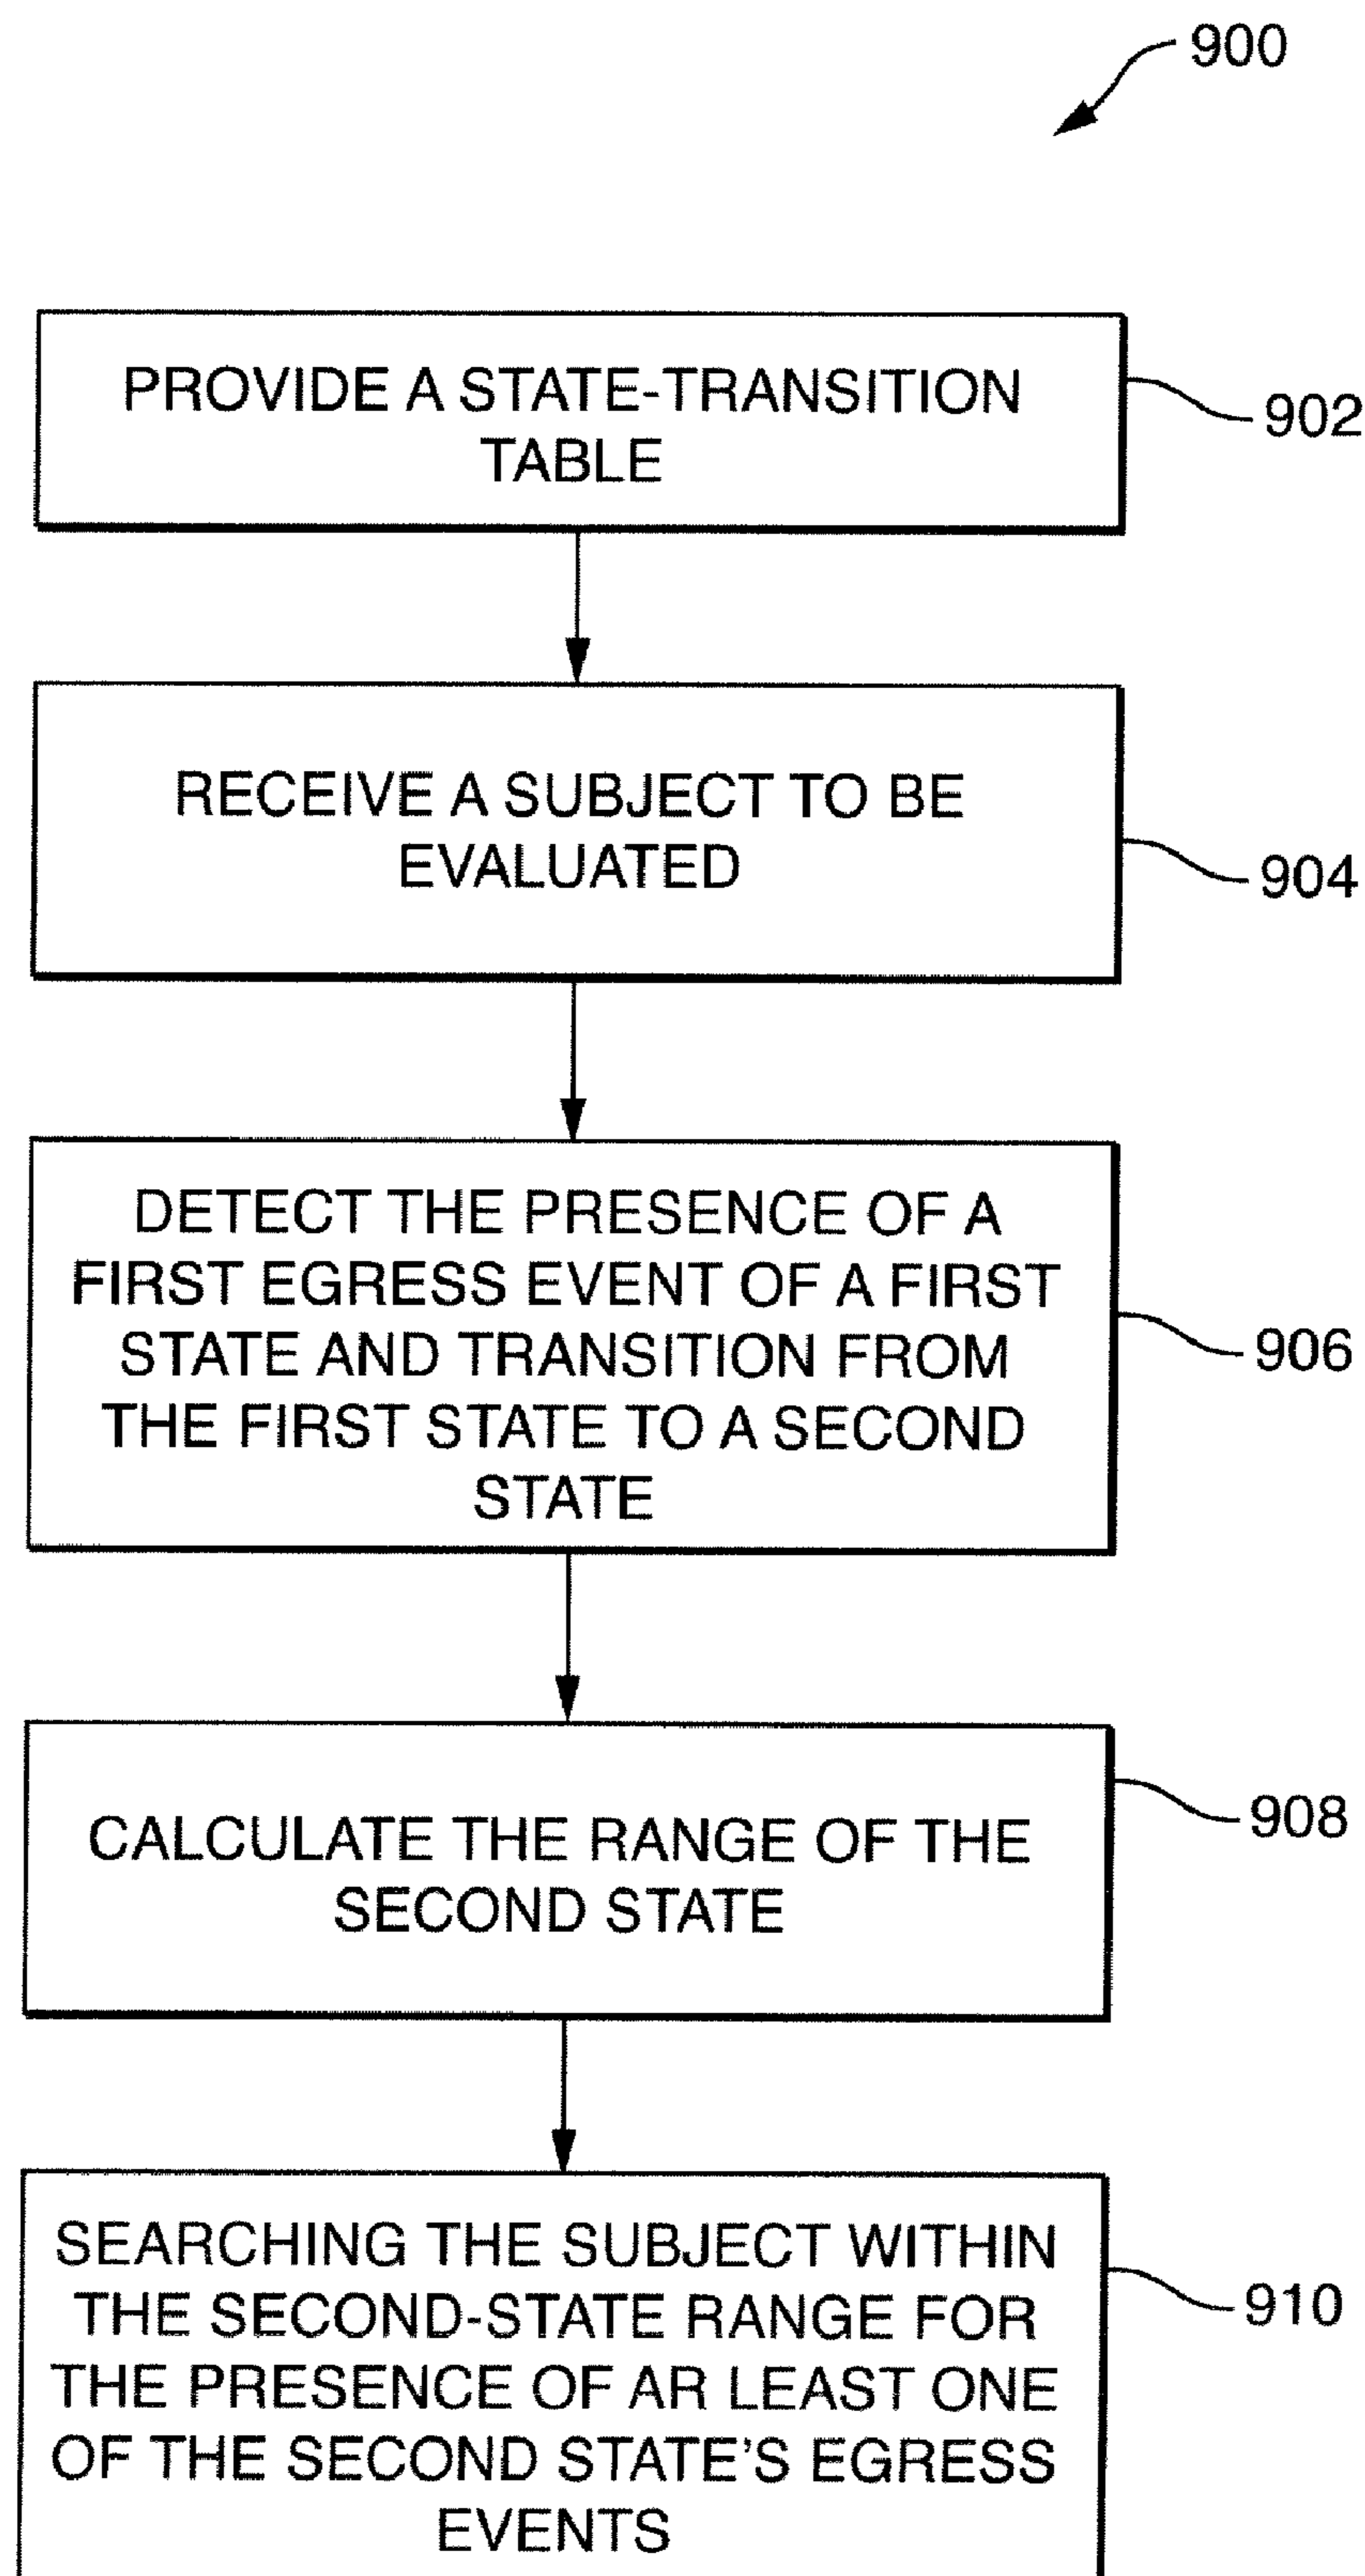 900
PROVIDE A STATE-TRANSITION
TABLE
902
RECEIVE A SUBJECT TO BE
EVALUATED
904
DETECT THE PRESENCE OF A
FIRST EGRESS EVENT OF A FIRST
STATE AND TRANSITION FROM
THE FIRST STATE TO A SECOND
STATE
906
CALCULATE THE RANGE OF THE
SECOND STATE
908
SEARCHING THE SUBJECT WITHIN
THE SECOND-STATE RANGE FOR
THE PRESENCE OF AR LEAST ONE
OF THE SECOND STATE'S EGRESS
EVENTS
910